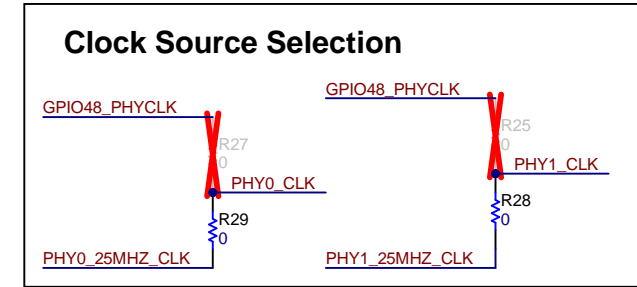 Clock Source Selection
GPIO48_PHYCLK
R27
0
PHY0_CLK
R29
0
PHY0_25MHZ_CLK
GPIO48_PHYCLK
R25
0
PHY1_CLK
R28
0
PHY1_25MHZ_CLK